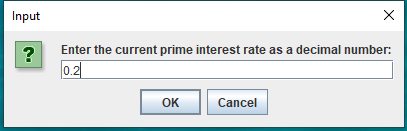 Input
Enter the current prime interest rate as a decimal number:
0.2
OK Cancel